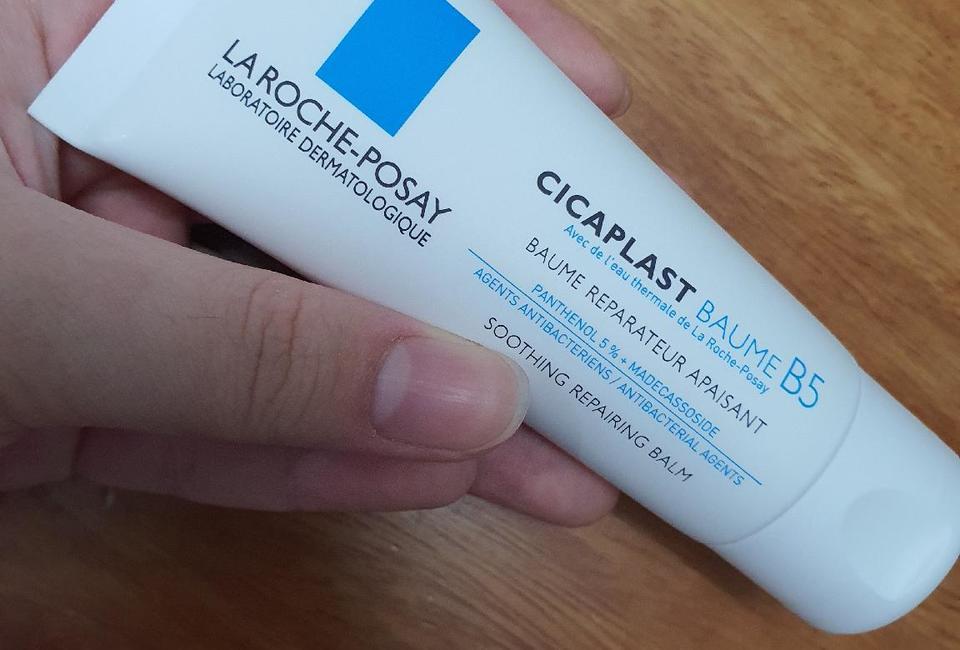 LA ROCHE-POSAY
LABORATOIRE DERMATOLOGIQUE
CICAPLAST BAUME B5
Avec de l'eau thermale de La Roche-Posay
BAUME REPARATEUR APAISANT
PANTHENOL 5 % + MADECASSOSIDE
AGENTS ANTIBACTERIENS / ANTIBACTERIAL AGENTS
SOOTHING REPAIRING BALM